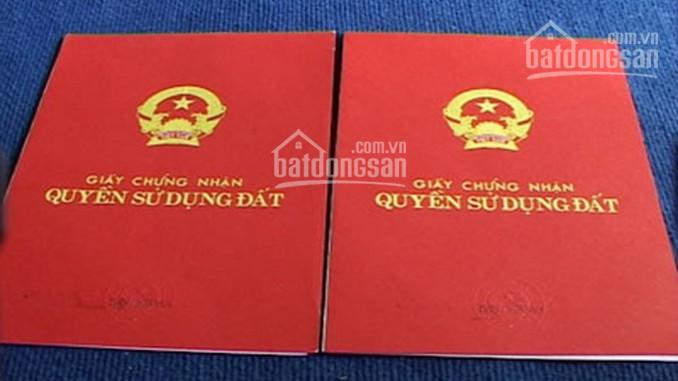 .com.vn
batdongsan
.com.vn
batdongsan
GIẤY CHỨNG NHẬN
QUYỀN SỬ DỤNG ĐẤT
GIẤY CHỨNG NHẬN
QUYỀN SỬ DỤNG ĐẤT